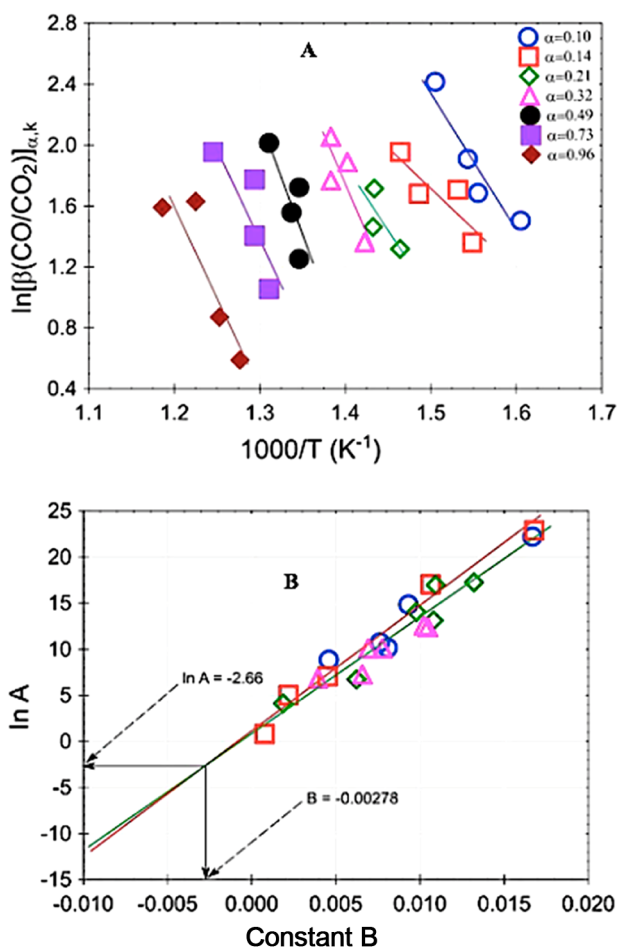 2.8
2.4
2.0
1.6
1.2
0.8
0.4
ln[β(CO/CO₂)]α,k
A
α=0.10
α=0.14
α=0.21
α=0.32
α=0.49
α=0.73
α=0.96
1.1 1.2 1.3 1.4 1.5 1.6 1.7
1000/T (K⁻¹)
25
20
15
10
5
0
-5
-10
-15
ln A
B
ln A = -2.66
B = -0.00278
-0.010 -0.005 0.000 0.005 0.010 0.015 0.020
Constant B